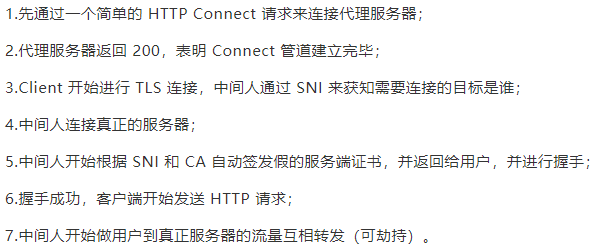 1.先通过一个简单的 HTTP Connect 请求来连接代理服务器；
2.代理服务器返回 200，表明 Connect 管道建立完毕；
3.Client 开始进行 TLS 连接，中间人通过 SNI 来获知需要连接的目标是谁；
4.中间人连接真正的服务器；
5.中间人开始根据 SNI 和 CA 自动签发假的服务端证书，并返回给用户，并进行握手；
6.握手成功，客户端开始发送 HTTP 请求；
7.中间人开始做用户到真正服务器的流量互相转发（可劫持）。